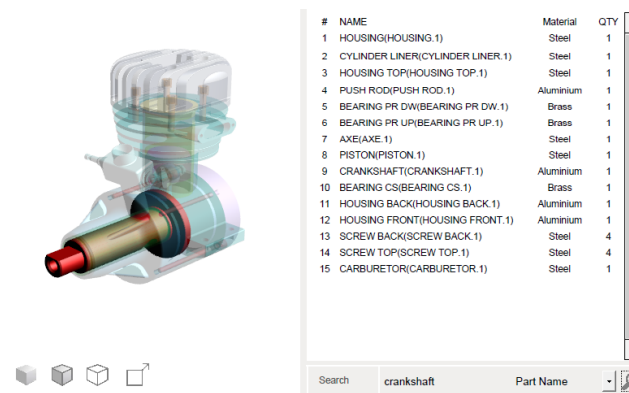 # NAME Material QTY
1 HOUSING(HOUSING.1) Steel 1
2 CYLINDER LINER(CYLINDER LINER.1) Steel 1
3 HOUSING TOP(HOUSING TOP.1) Steel 1
4 PUSH ROD(PUSH ROD.1) Aluminium 1
5 BEARING PR DW(BEARING PR DW.1) Brass 1
6 BEARING PR UP(BEARING PR UP.1) Brass 1
7 AXE(AXE.1) Steel 1
8 PISTON(PISTON.1) Steel 1
9 CRANKSHAFT(CRANKSHAFT.1) Aluminium 1
10 BEARING CS(BEARING CS.1) Brass 1
11 HOUSING BACK(HOUSING BACK.1) Aluminium 1
12 HOUSING FRONT(HOUSING FRONT.1) Aluminium 1
13 SCREW BACK(SCREW BACK.1) Steel 4
14 SCREW TOP(SCREW TOP.1) Steel 4
15 CARBURETOR(CARBURETOR.1) Steel 1
Search crankshaft Part Name